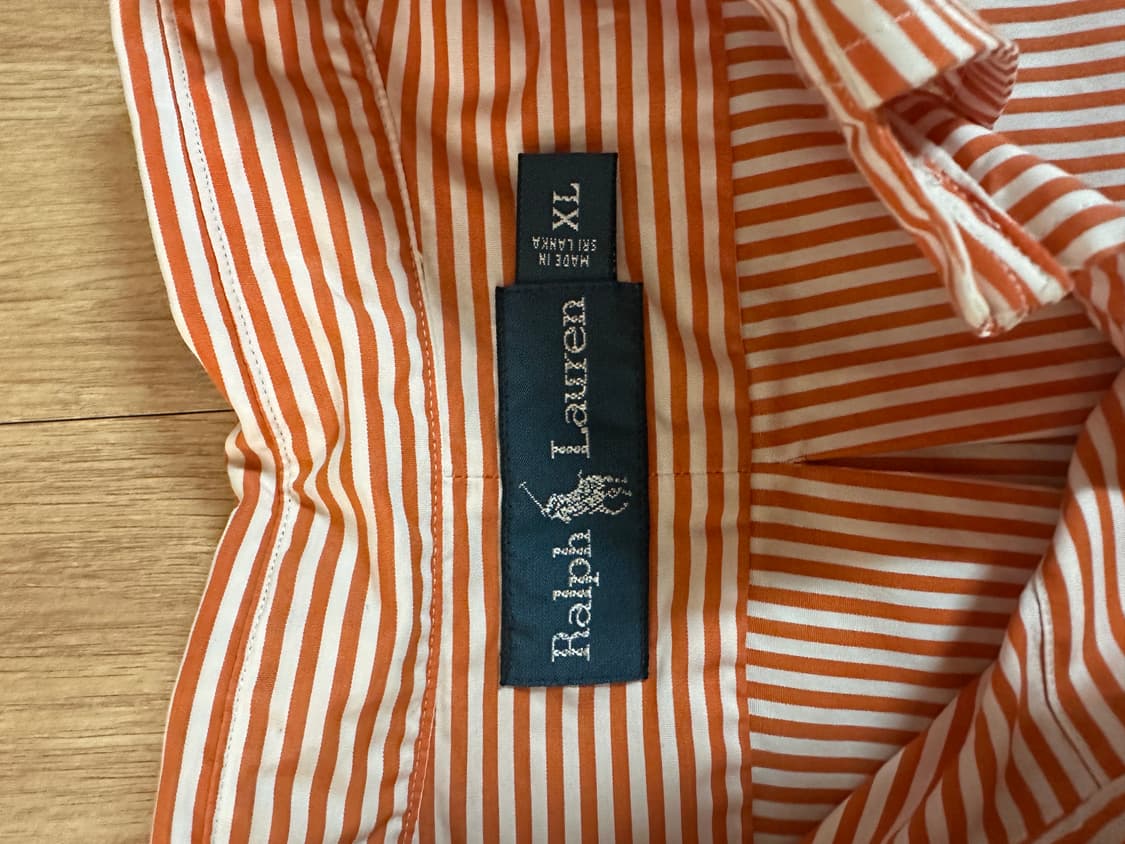 Ralph Lauren
XL
MADE IN
SRI LANKA